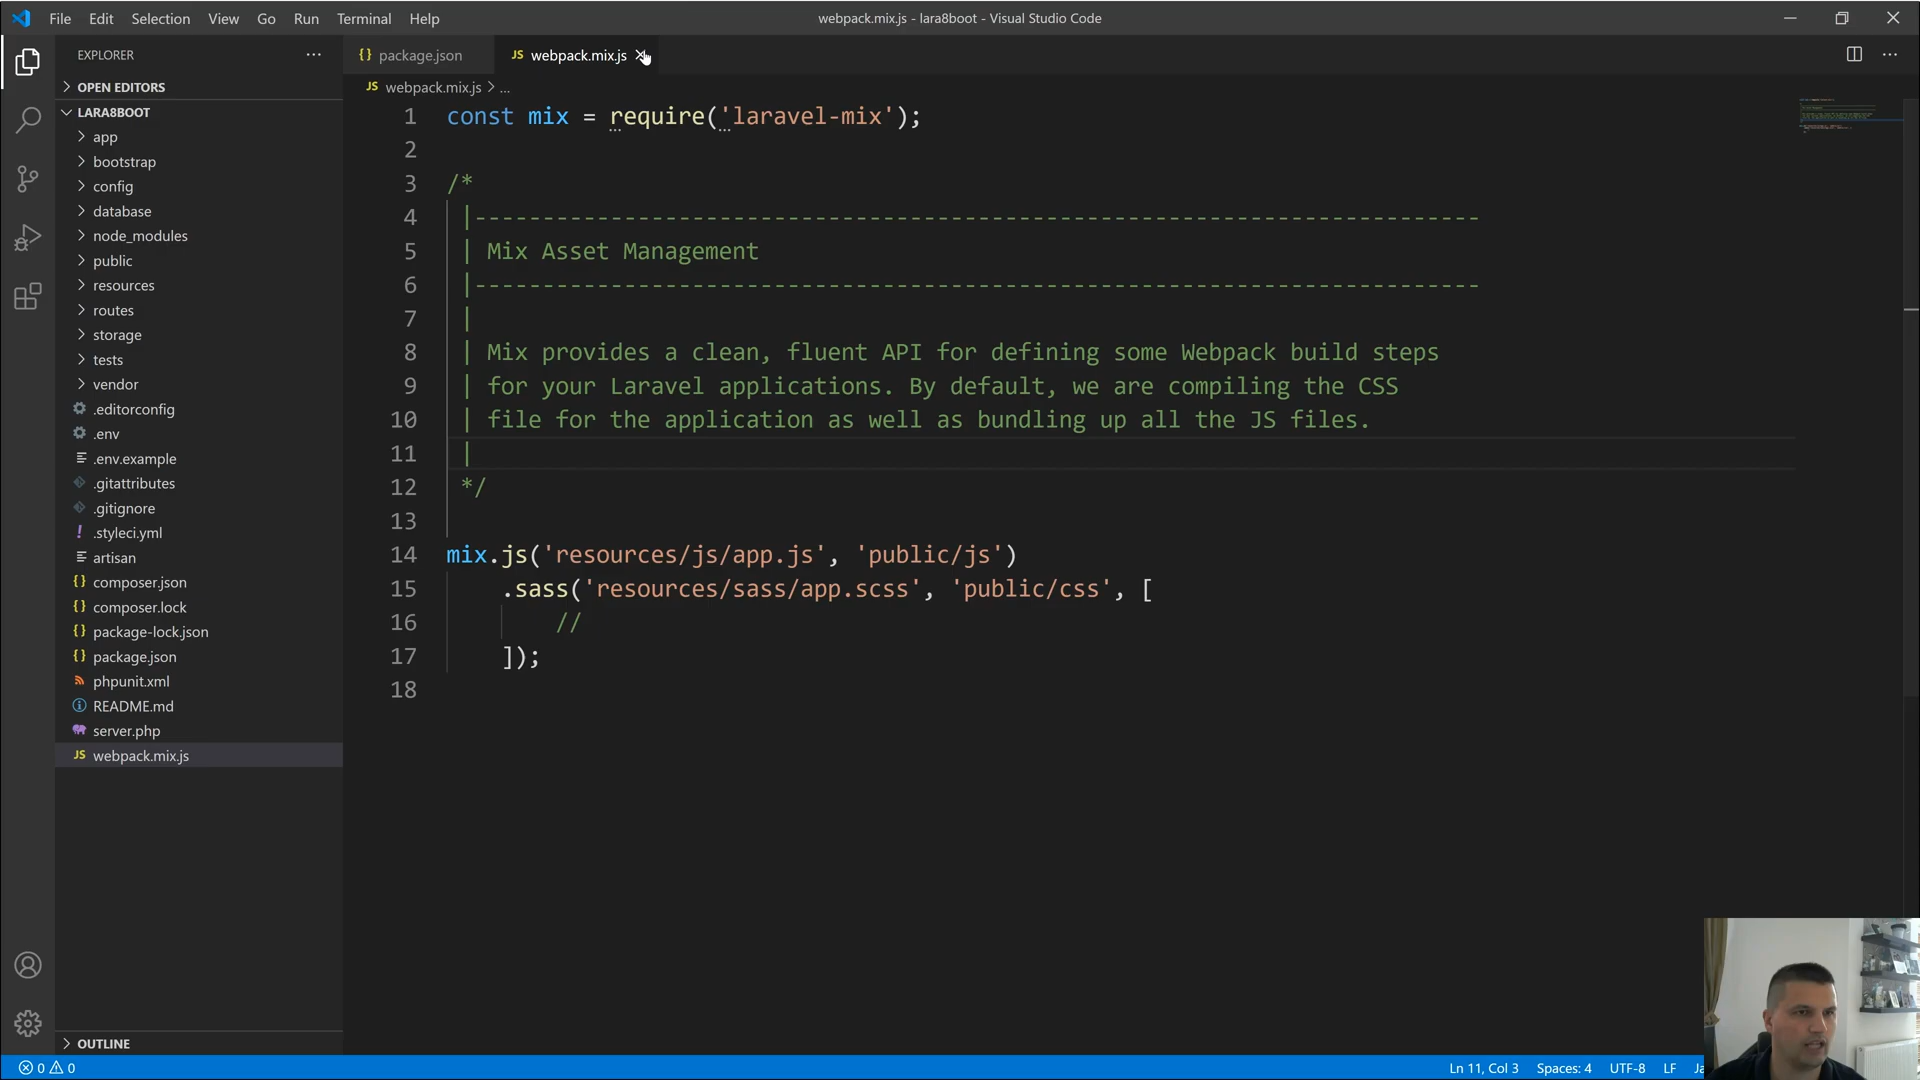 File Edit Selection View Go Run Terminal Help
webpack.mix.js - lara8boot - Visual Studio Code
EXPLORER
OPEN EDITORS
LARA8BOOT
app
bootstrap
config
database
node_modules
public
resources
routes
storage
tests
vendor
.editorconfig
.env
.env.example
.gitattributes
.gitignore
.styleci.yml
artisan
composer.json
composer.lock
package-lock.json
package.json
phpunit.xml
README.md
server.php
JS webpack.mix.js
OUTLINE
{} package.json
JS webpack.mix.js
JS webpack.mix.js > ...
1 const mix = require('laravel-mix');
2
3 /*
4 |--------------------------------------------------------------------------
5 | Mix Asset Management
6 |--------------------------------------------------------------------------
7 |
8 | Mix provides a clean, fluent API for defining some Webpack build steps
9 | for your Laravel applications. By default, we are compiling the CSS
10 | file for the application as well as bundling up all the JS files.
11 |
12 */
13
14 mix.js('resources/js/app.js', 'public/js')
15 .sass('resources/sass/app.scss', 'public/css', [
16 //
17 ]);
18
0 0
Ln 11, Col 3 Spaces: 4 UTF-8 LF